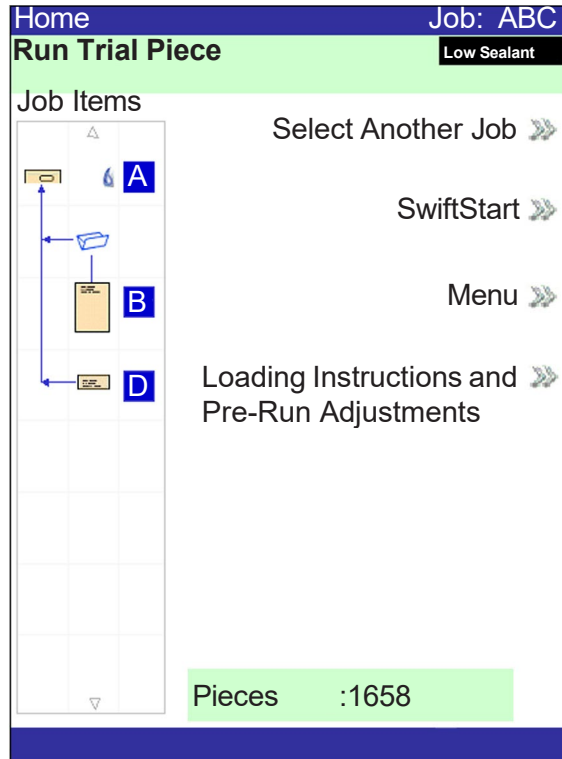 Home Job: ABC
Run Trial Piece Low Sealant
Job Items
Select Another Job
A
SwiftStart
B
Menu
D
Loading Instructions and
Pre-Run Adjustments
Pieces :1658